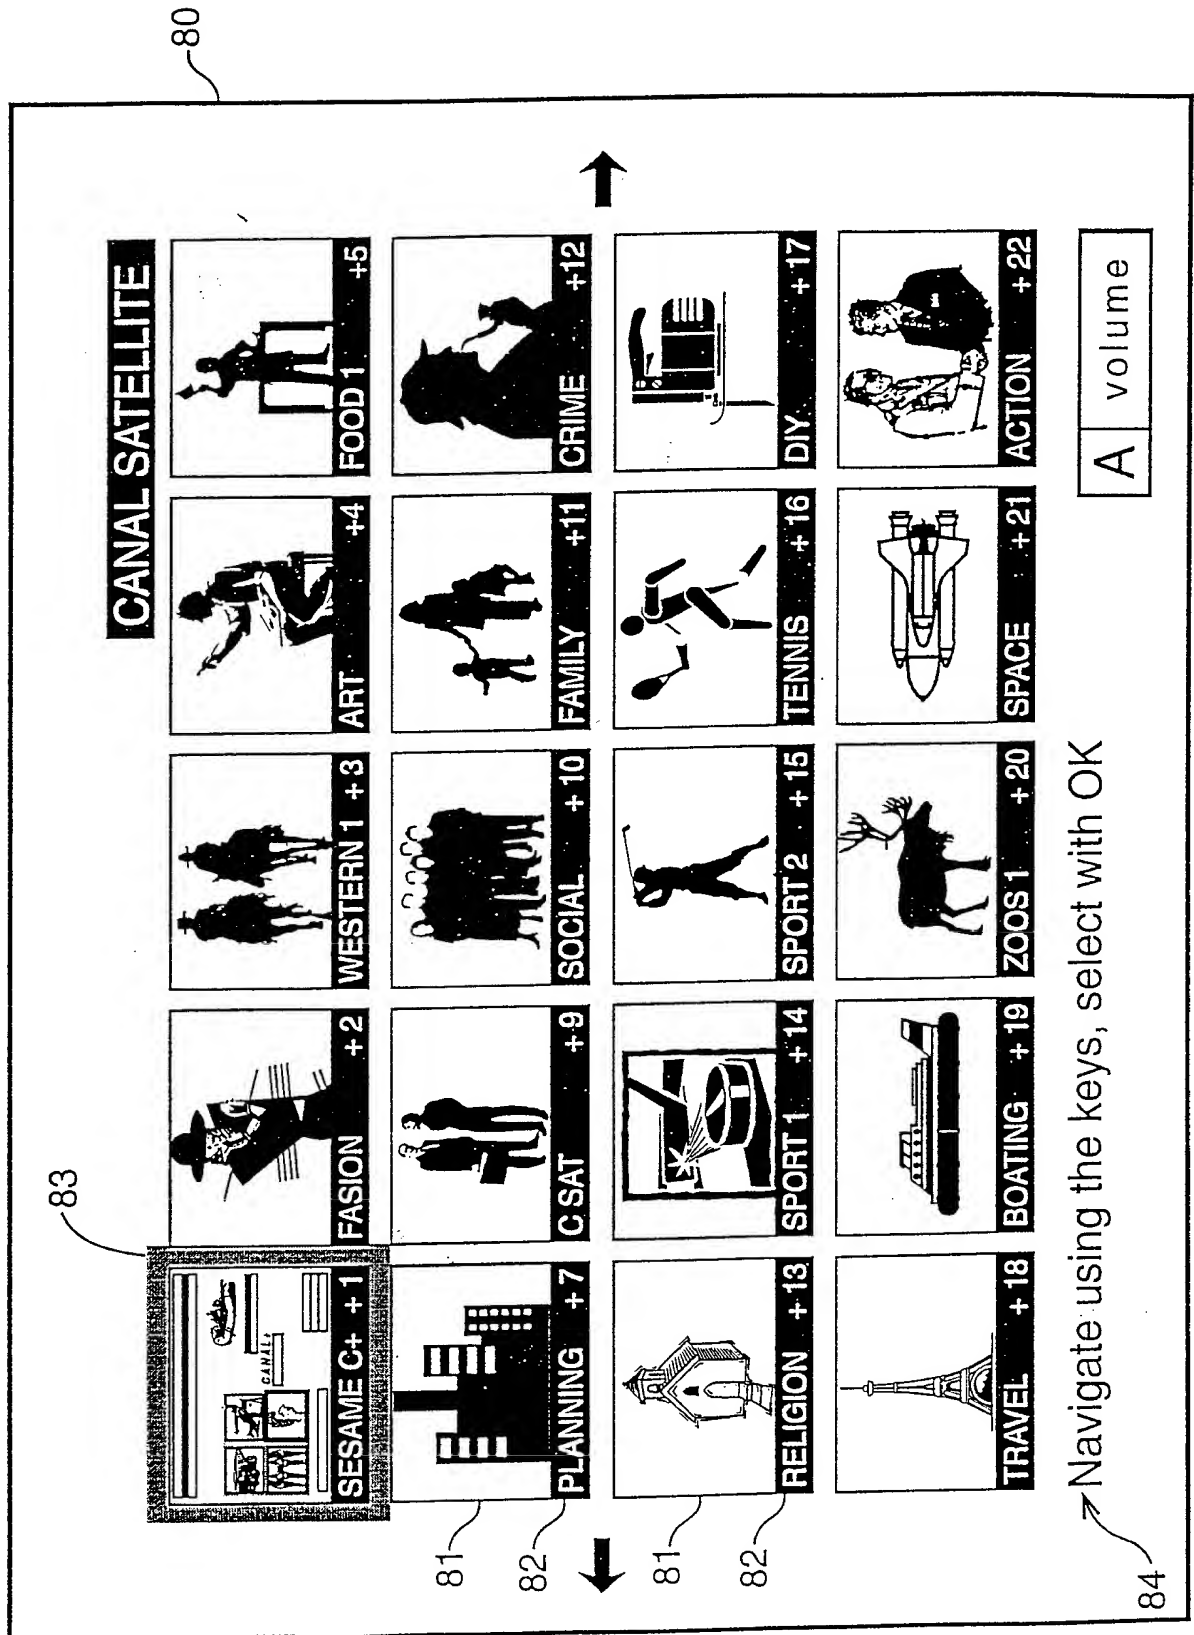 80
CANAL SATELLITE
83
SESAME C+ +1
FASION +2
WESTERN 1 +3
ART +4
FOOD 1 +5
CANAL+
81
82
PLANNING +7
C SAT +9
SOCIAL +10
FAMILY +11
CRIME +12
81
82
RELIGION +13
SPORT 1 +14
SPORT 2 +15
TENNIS +16
DIY +17
TRAVEL +18
BOATING +19
ZOOS 1 +20
SPACE +21
ACTION +22
84
Navigate using the keys, select with OK
A volume